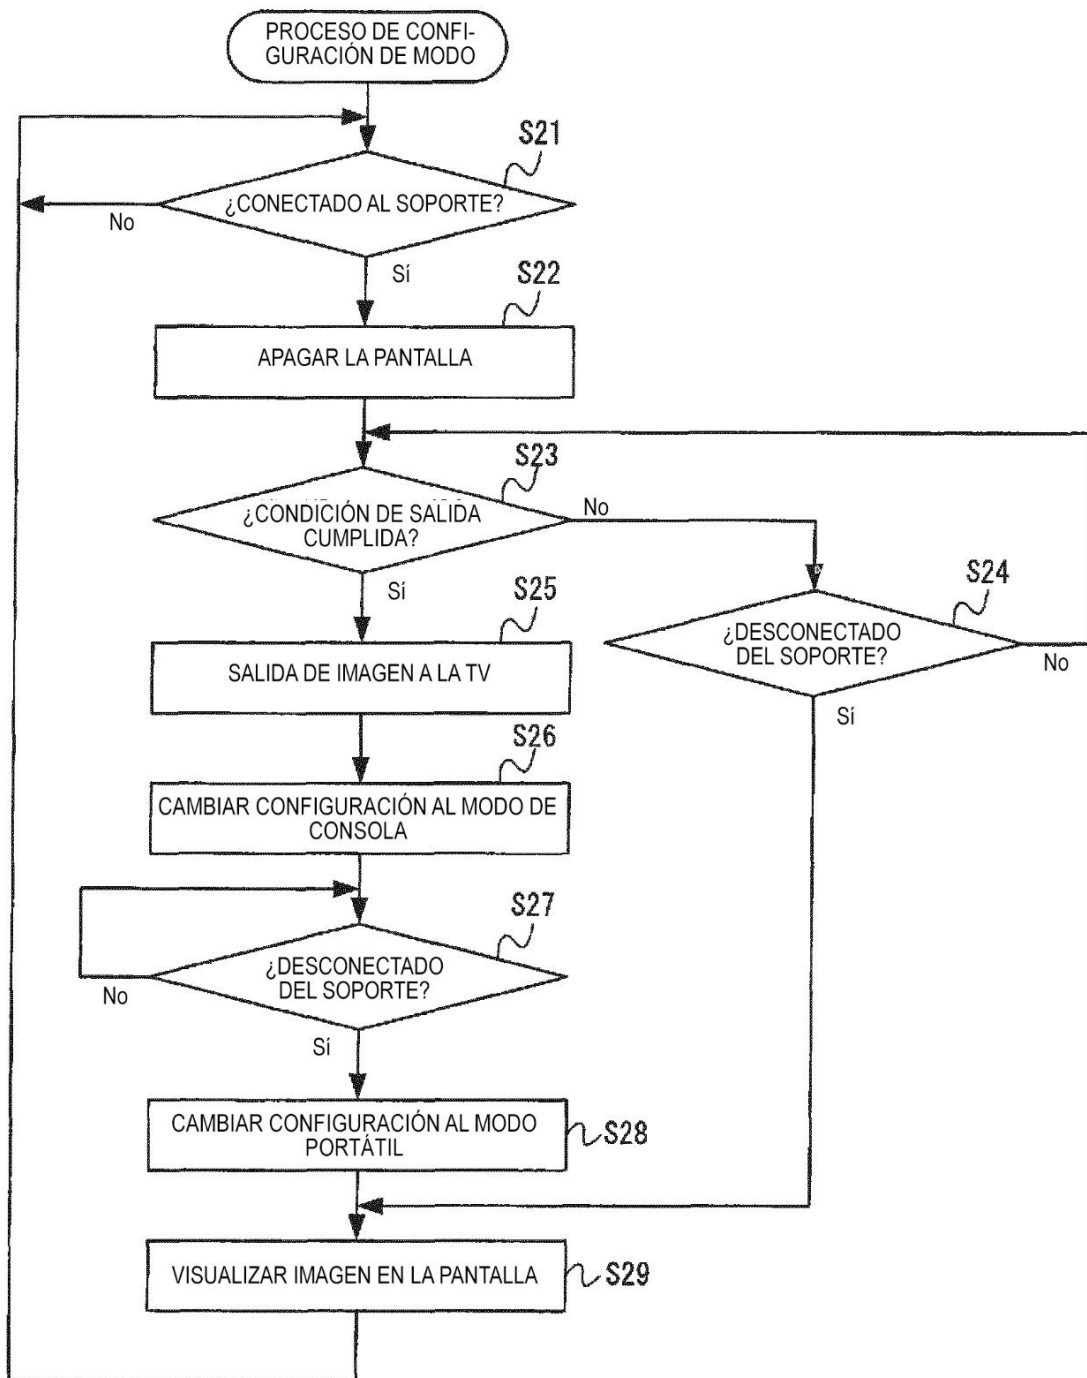 PROCESO DE CONFI-
GURACIÓN DE MODO
S21
¿CONECTADO AL SOPORTE?
No
Sí
S22
APAGAR LA PANTALLA
S23
¿CONDICIÓN DE SALIDA
CUMPLIDA?
No
Sí
S24
¿DESCONECTADO
DEL SOPORTE?
No
Sí
S25
SALIDA DE IMAGEN A LA TV
S26
CAMBIAR CONFIGURACIÓN AL MODO DE
CONSOLA
S27
¿DESCONECTADO
DEL SOPORTE?
No
Sí
CAMBIAR CONFIGURACIÓN AL MODO
PORTÁTIL
S28
VISUALIZAR IMAGEN EN LA PANTALLA
S29